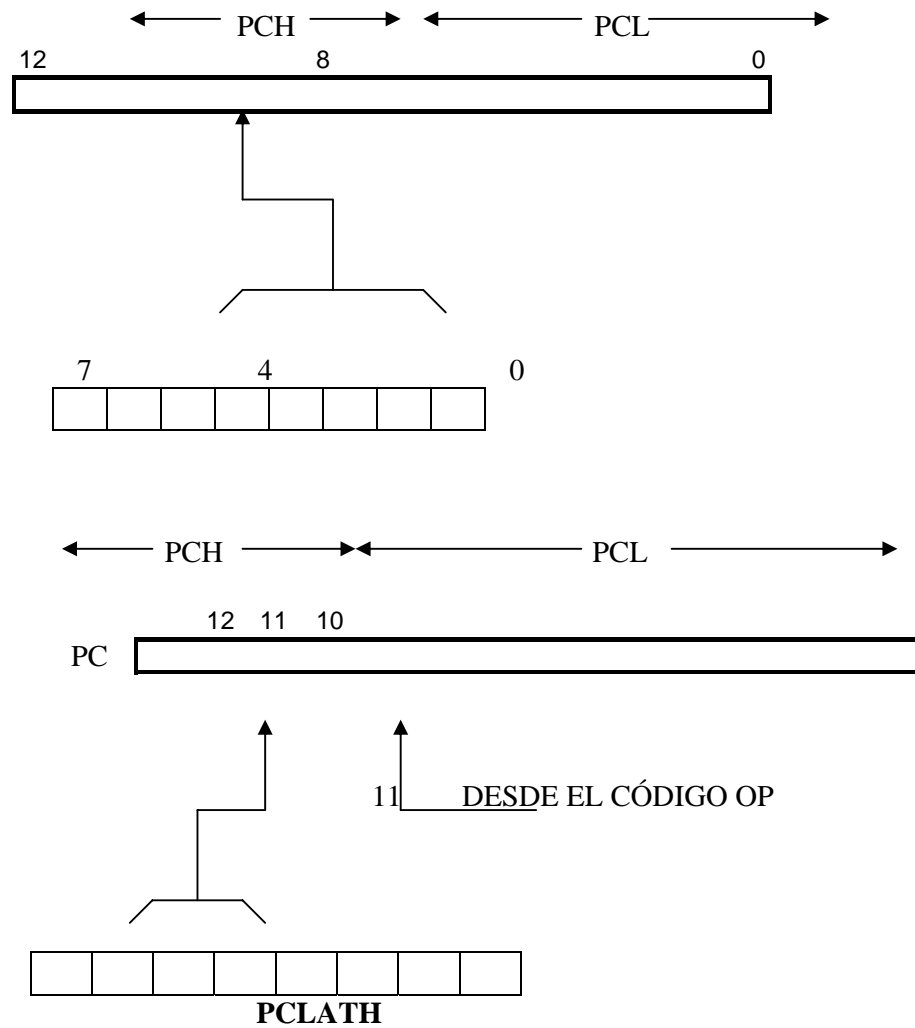 PCH PCL
12 8 0
7 4 0
PCH PCL
12 11 10
PC
11 DESDE EL CÓDIGO OP
PCLATH